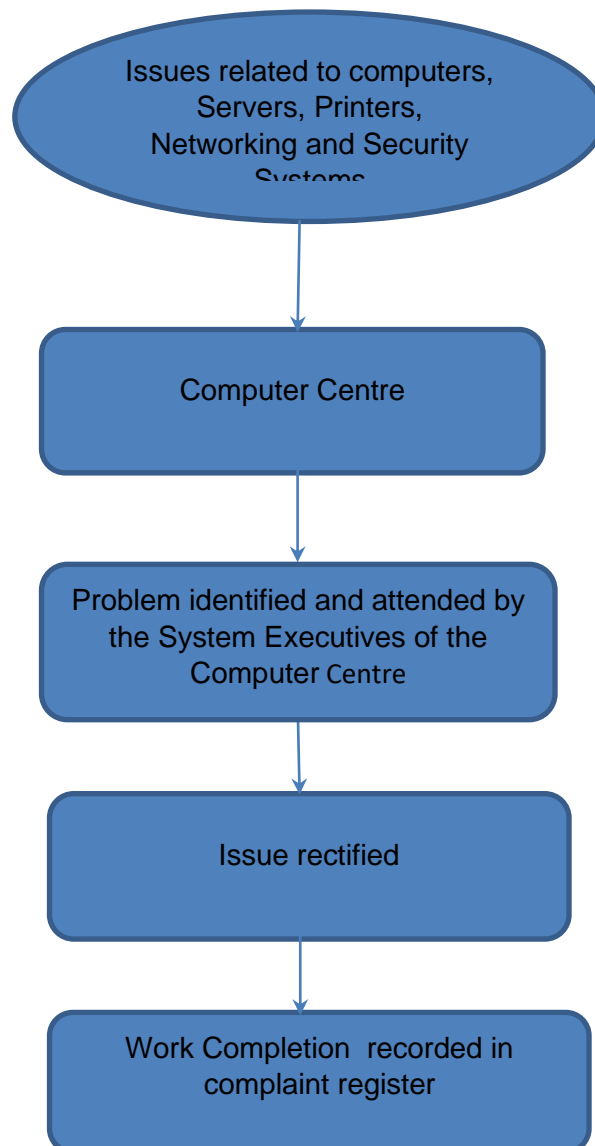 Issues related to computers,
Servers, Printers,
Networking and Security
Systems
Computer Centre
Problem identified and attended by
the System Executives of the
Computer Centre
Issue rectified
Work Completion  recorded in
complaint register